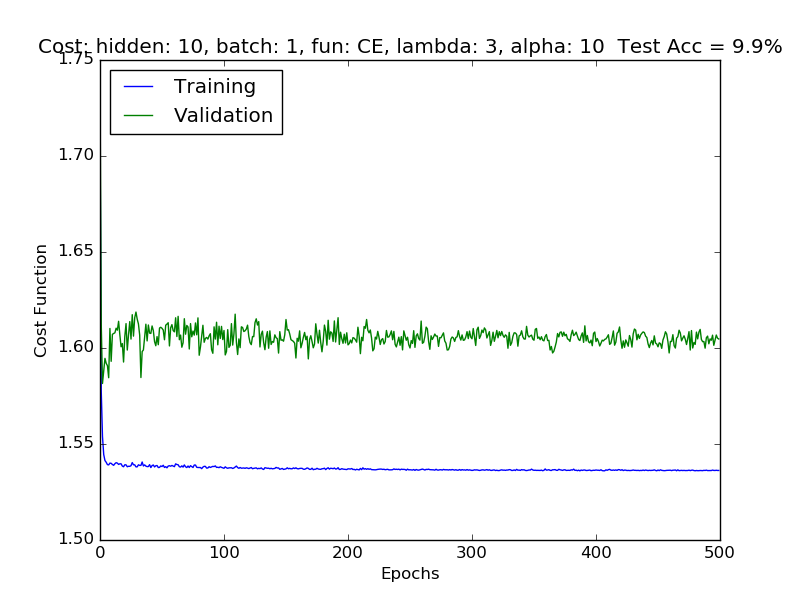 Cost: hidden: 10, batch: 1, fun: CE, lambda: 3, alpha: 10  Test Acc = 9.9%
1.75
1.70
1.65
1.60
1.55
1.50
Cost Function
Training
Validation
0 100 200 300 400 500
Epochs